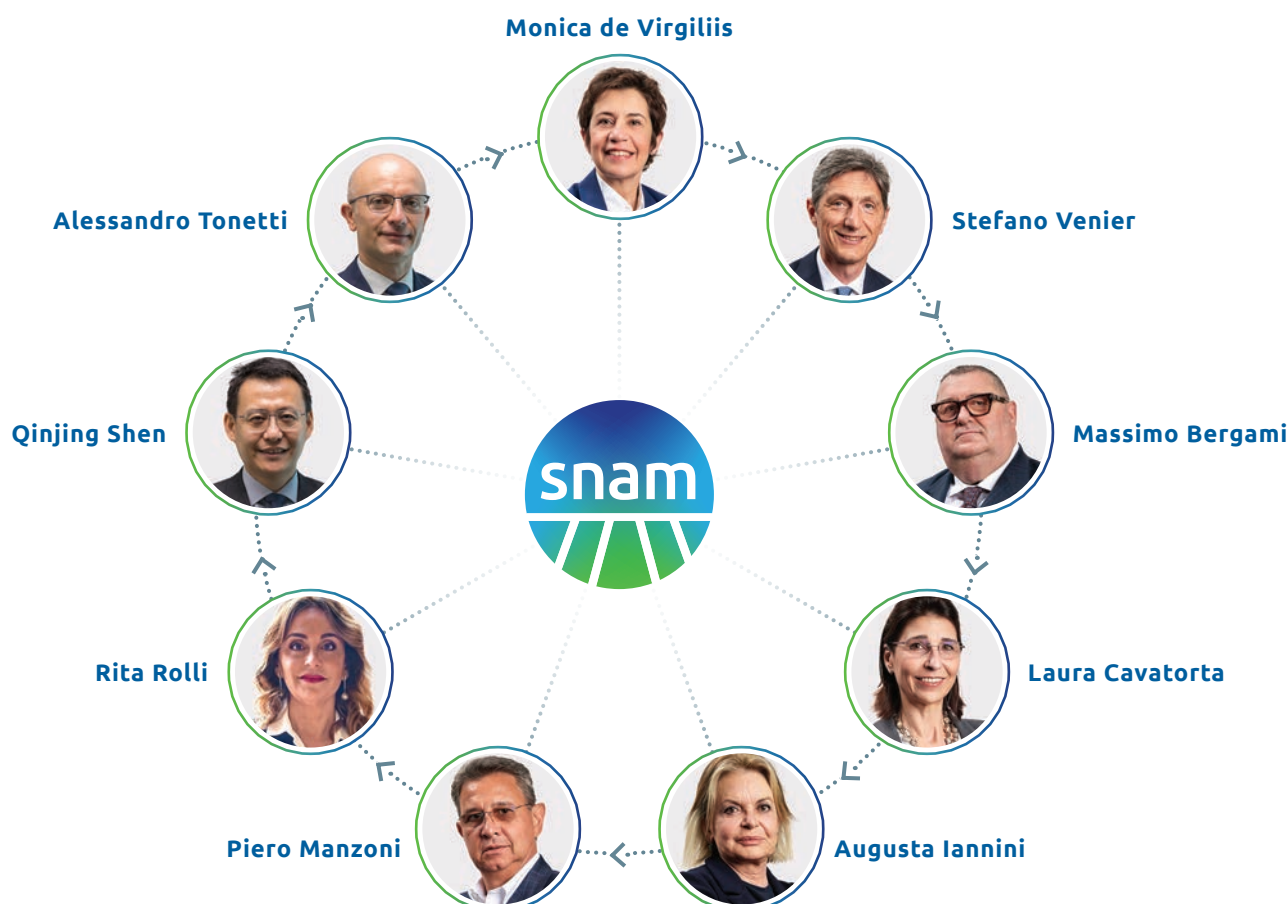 Monica de Virgiliis
Alessandro Tonetti
Stefano Venier
Qinjing Shen
Massimo Bergami
snam
Rita Rolli
Laura Cavatorta
Piero Manzoni
Augusta Iannini